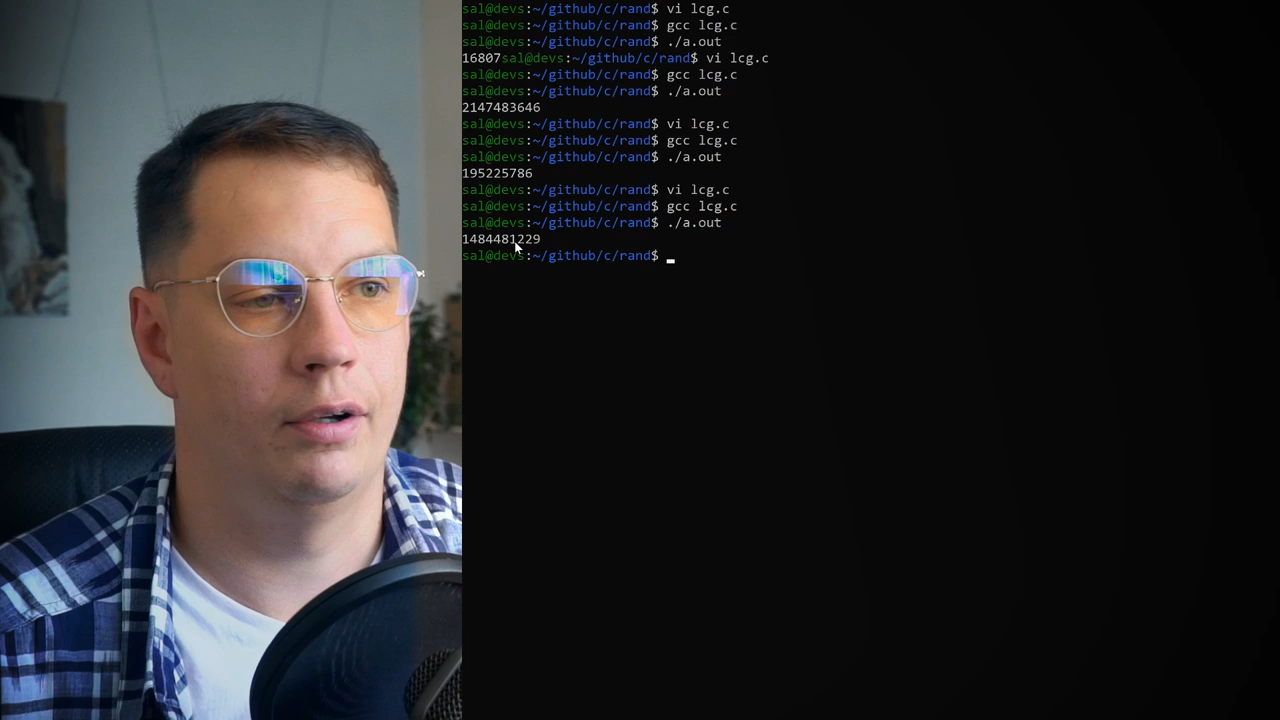 sal@devs:~/github/c/rand$ vi lcg.c
sal@devs:~/github/c/rand$ gcc lcg.c
sal@devs:~/github/c/rand$ ./a.out
16807sal@devs:~/github/c/rand$ vi lcg.c
sal@devs:~/github/c/rand$ gcc lcg.c
sal@devs:~/github/c/rand$ ./a.out
2147483646
sal@devs:~/github/c/rand$ vi lcg.c
sal@devs:~/github/c/rand$ gcc lcg.c
sal@devs:~/github/c/rand$ ./a.out
195225786
sal@devs:~/github/c/rand$ vi lcg.c
sal@devs:~/github/c/rand$ gcc lcg.c
sal@devs:~/github/c/rand$ ./a.out
1484481229
sal@devs:~/github/c/rand$